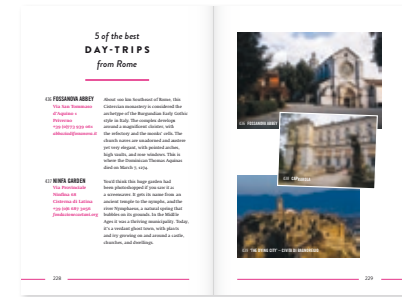 5 of the best
DAY-TRIPS
from Rome
436 FOSSANOVA ABBEY
Via San Tommaso
d'Aquino 1
Priverno
About 100 km Southeast of Rome, this
Cistercian monastery is considered the
archetype of the Burgundian Early Gothic
style in Italy. The complex develops
around a magnificent cloister, with
the refectory and the monks' cells. The
church naves are unadorned and austere
yet very elegant, with pointed arches,
high vaults, and rose windows. This is
where the Dominican Thomas Aquinas
died on March 7, 1274.
437 NINFA GARDEN
Via Provinciale
Ninfina 68
Cisterna di Latina
You'd think this huge garden had
been photoshopped if you saw it as
a screensaver. It gets its name from an
ancient temple to the nymphs, and the
river Nymphaeus, a natural spring that
bubbles on its grounds. In the Middle
Ages it was a thriving municipality. Today,
it's a verdant ghost town, with plants
and ivy growing on and around a castle,
churches, and dwellings.
228
436 FOSSANOVA ABBEY
THE DYING CITY – CIVITA DI BAGNOREGIO
229